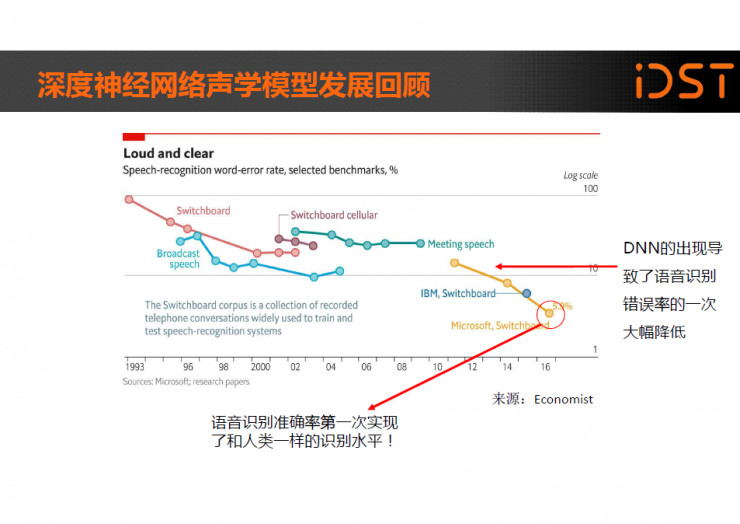 深度神经网络声学模型发展回顾
iDST
Loud and clear
Speech-recognition word-error rate, selected benchmarks, %
Log scale
100
Switchboard
Switchboard cellular
Broadcast
speech
Meeting speech
10
IBM, Switchboard
5.9%
Microsoft, Switchboard
The Switchboard corpus is a collection of recorded
telephone conversations widely used to train and
test speech-recognition systems
1
1993 96 98 2000 02 04 06 08 10 12 14 16
Sources: Microsoft; research papers
DNN的出现导
致了语音识别
错误率的一次
大幅降低
来源：Economist
语音识别准确率第一次实现
了和人类一样的识别水平！